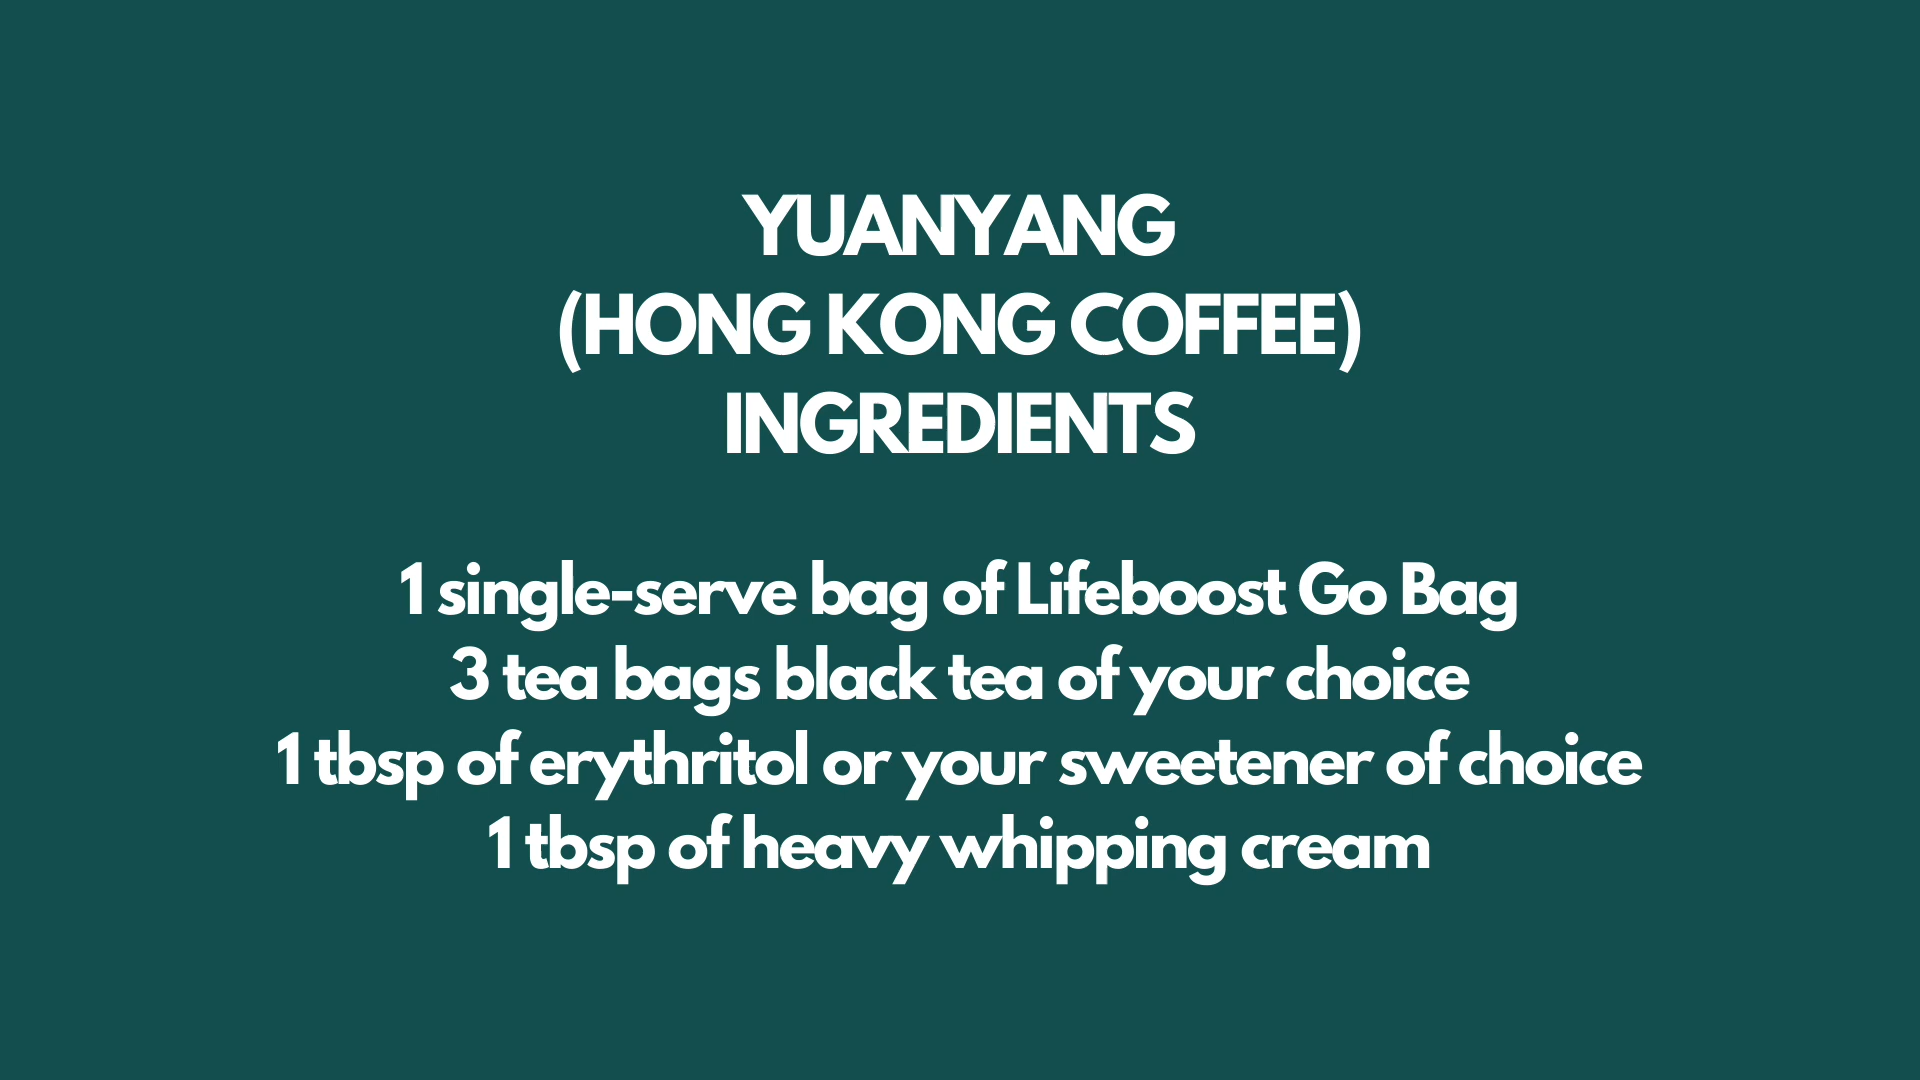 YUANYANG
(HONG KONG COFFEE)
INGREDIENTS
1 single-serve bag of Lifeboost Go Bag
3 tea bags black tea of your choice
1 tbsp of erythritol or your sweetener of choice
1 tbsp of heavy whipping cream